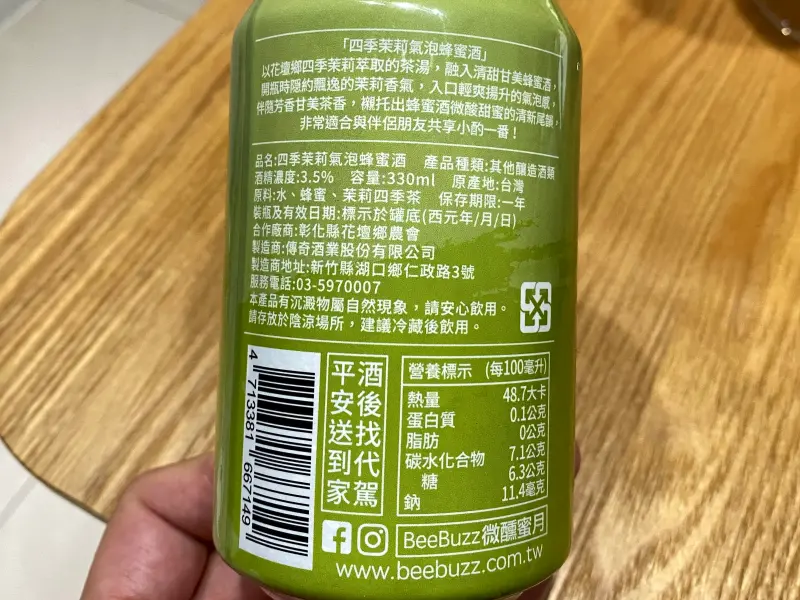 「四季茉莉氣泡蜂蜜酒」
以花壇鄉四季茉莉萃取的茶湯，融入清甜甘美蜂蜜酒，
開瓶時隱約飄逸的茉莉香氣，入口輕爽揚升的氣泡感，
伴隨芳香甘美茶香，襯托出蜂蜜酒微酸甜蜜的清新尾韻，
非常適合與伴侶朋友共享小酌一番！
品名:四季茉莉氣泡蜂蜜酒 產品種類:其他釀造酒類
酒精濃度:3.5% 容量:330ml 原產地:台灣
原料:水、蜂蜜、茉莉四季茶 保存期限:一年
裝瓶及有效日期:標示於罐底(西元年/月/日)
合作廠商:彰化縣花壇鄉農會
製造商:傳奇酒業股份有限公司
製造商地址:新竹縣湖口鄉仁政路3號
服務電話:03-5970007
本產品有沉澱物屬自然現象，請安心飲用。
請存放於陰涼場所，建議冷藏後飲用。
4 713381 667149
酒後找代駕
平安送到家
營養標示 (每100毫升)
熱量 48.7大卡
蛋白質 0.1公克
脂肪 0公克
碳水化合物 7.1公克
糖 6.3公克
鈉 11.4毫克
BeeBuzz微醺蜜月
www.beebuzz.com.tw